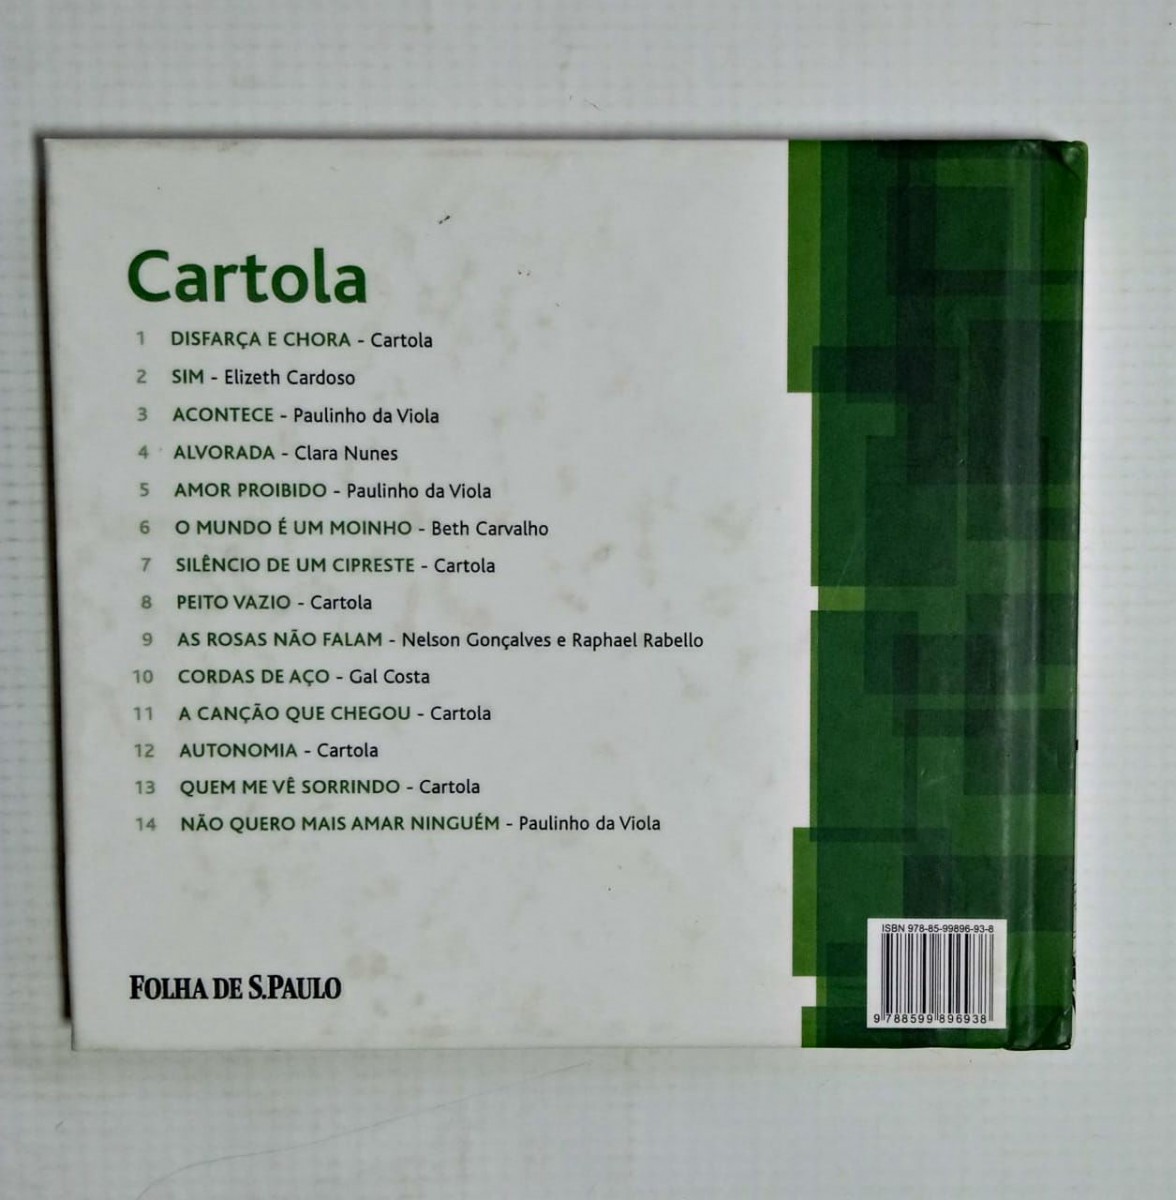 Cartola
1 DISFARÇA E CHORA - Cartola
2 SIM - Elizeth Cardoso
3 ACONTECE - Paulinho da Viola
4 ALVORADA - Clara Nunes
5 AMOR PROIBIDO - Paulinho da Viola
6 O MUNDO É UM MOINHO - Beth Carvalho
7 SILÊNCIO DE UM CIPRESTE - Cartola
8 PEITO VAZIO - Cartola
9 AS ROSAS NÃO FALAM - Nelson Gonçalves e Raphael Rabello
10 CORDAS DE AÇO - Gal Costa
11 A CANÇÃO QUE CHEGOU - Cartola
12 AUTONOMIA - Cartola
13 QUEM ME VÊ SORRINDO - Cartola
14 NÃO QUERO MAIS AMAR NINGUÉM - Paulinho da Viola
FOLHA DE S.PAULO
ISBN 978-85-99896-93-8
9 788599 896938